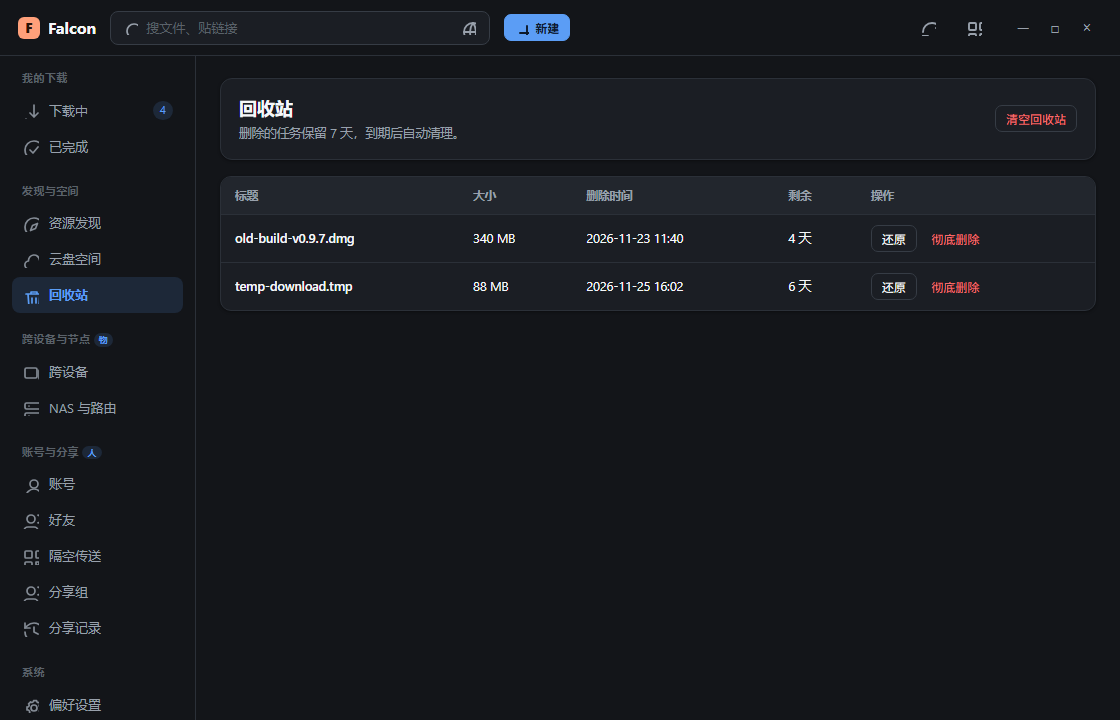 F Falcon
搜文件、贴链接
新建
我的下载
下载中 4
已完成
发现与空间
资源发现
云盘空间
回收站
跨设备与节点 物
跨设备
NAS 与路由
账号与分享 人
账号
好友
隔空传送
分享组
分享记录
系统
偏好设置
回收站
删除的任务保留 7 天，到期后自动清理。
清空回收站
标题 大小 删除时间 剩余 操作
old-build-v0.9.7.dmg 340 MB 2026-11-23 11:40 4 天 还原 彻底删除
temp-download.tmp 88 MB 2026-11-25 16:02 6 天 还原 彻底删除